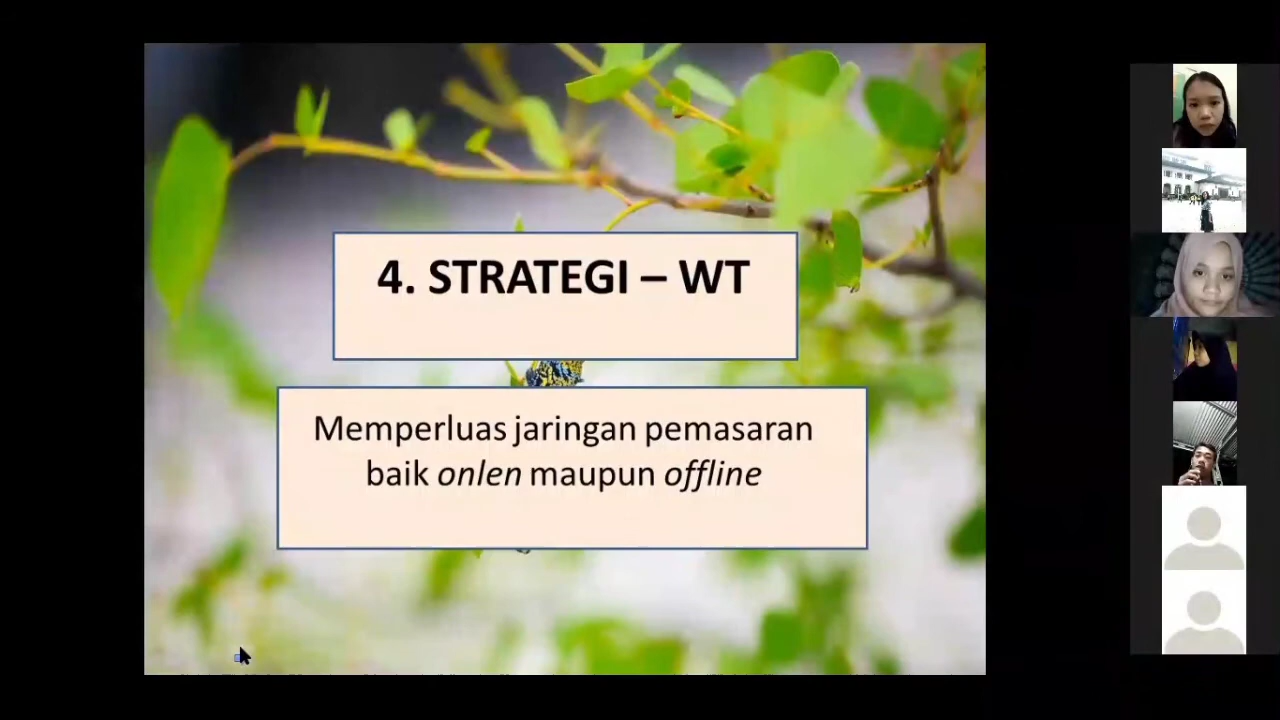 4. STRATEGI – WT
Memperluas jaringan pemasaran
baik onlen maupun offline